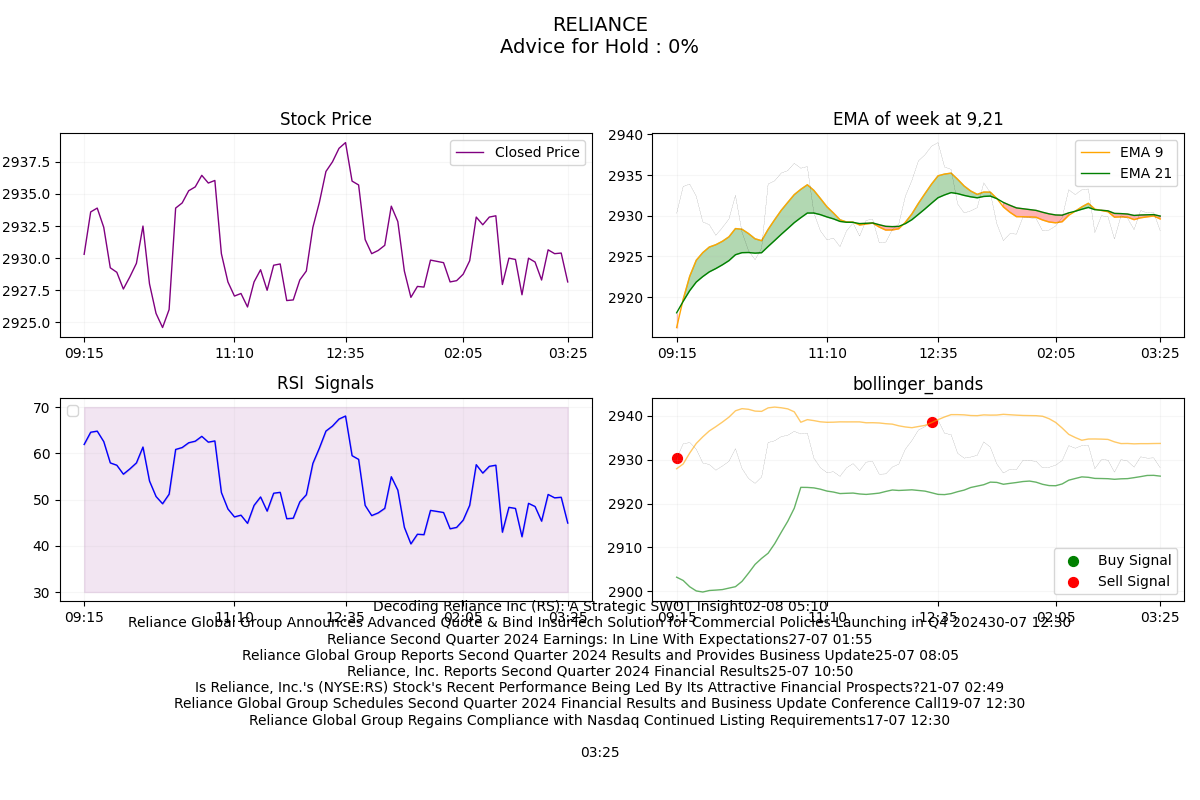 RELIANCE
Advice for Hold : 0%
Stock Price
Closed Price
2937.5
2935.0
2932.5
2930.0
2927.5
2925.0
09:15 11:10 12:35 02:05 03:25
EMA of week at 9,21
EMA 9
EMA 21
2940
2935
2930
2925
2920
09:15 11:10 12:35 02:05 03:25
RSI  Signals
70
60
50
40
30
09:15 11:10 12:35 02:05 03:25
bollinger_bands
2940
2930
2920
2910
2900
Buy Signal
Sell Signal
09:15 11:10 12:35 02:05 03:25
Decoding Reliance Inc (RS): A Strategic SWOT Insight02-08 05:10
Reliance Global Group Announces Advanced Quote & Bind InsurTech Solution for Commercial Policies Launching in Q4 202430-07 12:30
Reliance Second Quarter 2024 Earnings: In Line With Expectations27-07 01:55
Reliance Global Group Reports Second Quarter 2024 Results and Provides Business Update25-07 08:05
Reliance, Inc. Reports Second Quarter 2024 Financial Results25-07 10:50
Is Reliance, Inc.'s (NYSE:RS) Stock's Recent Performance Being Led By Its Attractive Financial Prospects?21-07 02:49
Reliance Global Group Schedules Second Quarter 2024 Financial Results and Business Update Conference Call19-07 12:30
Reliance Global Group Regains Compliance with Nasdaq Continued Listing Requirements17-07 12:30
03:25